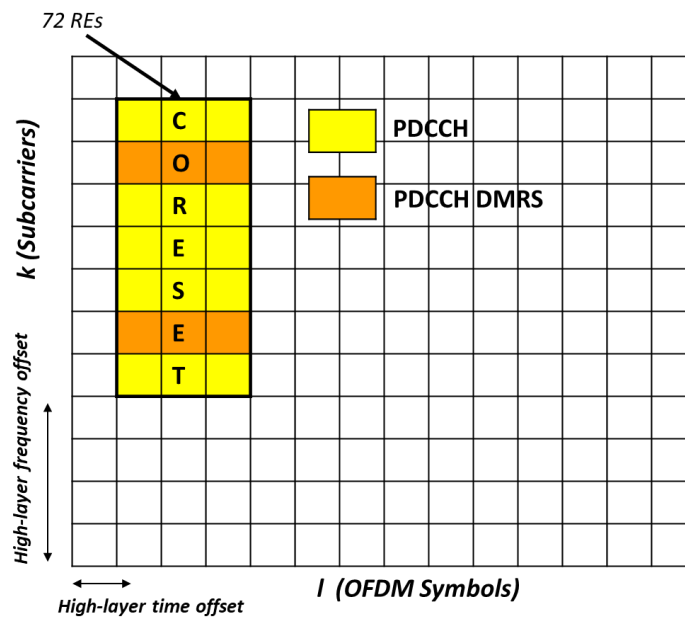 72 REs
C
O
R
E
S
E
T
PDCCH
PDCCH DMRS
k (Subcarriers)
High-layer frequency offset
l (OFDM Symbols)
High-layer time offset